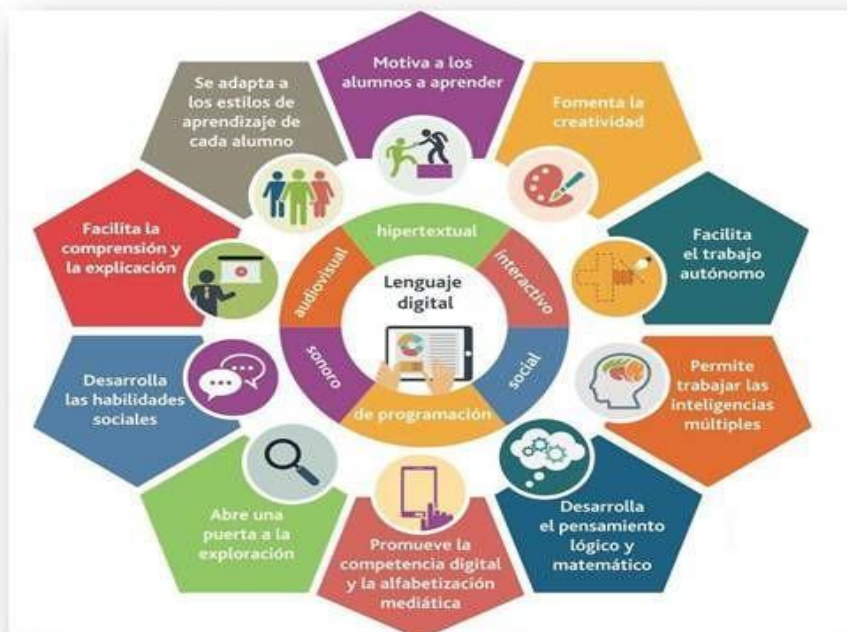 Motiva a los
alumnos a aprender
Fomenta la
creatividad
Facilita
el trabajo
autónomo
Permite
trabajar las
inteligencias
múltiples
Desarrolla
el pensamiento
lógico y
matemático
Promueve la
competencia digital
y la alfabetización
mediática
Abre una
puerta a la
exploración
Desarrolla
las habilidades
sociales
Facilita la
comprensión y
la explicación
Se adapta a
los estilos de
aprendizaje de
cada alumno
hipertextual
interactivo
social
de programación
sonoro
audiovisual
Lenguaje
digital